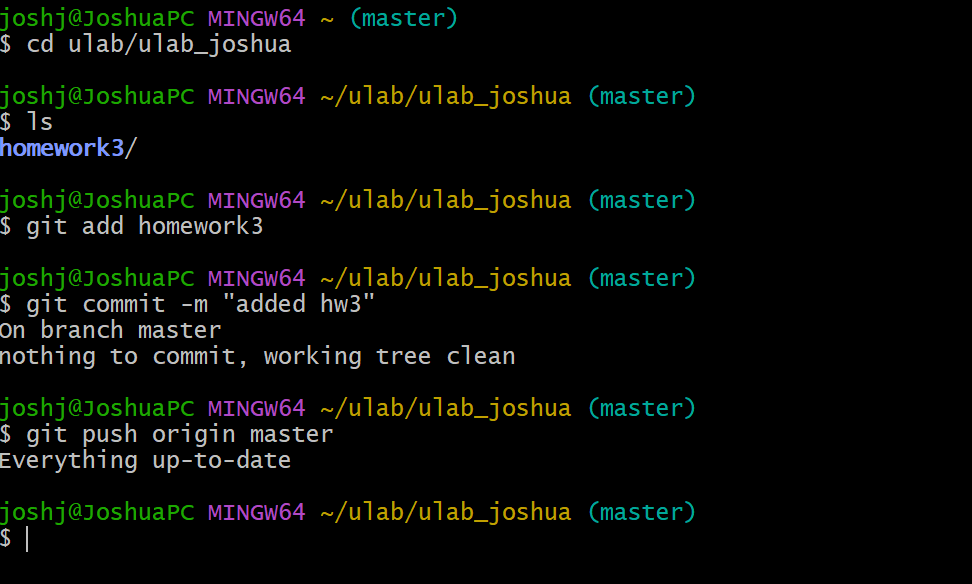 joshj@JoshuaPC MINGW64 ~ (master)
$ cd ulab/ulab_joshua
joshj@JoshuaPC MINGW64 ~/ulab/ulab_joshua (master)
$ ls
homework3/
joshj@JoshuaPC MINGW64 ~/ulab/ulab_joshua (master)
$ git add homework3
joshj@JoshuaPC MINGW64 ~/ulab/ulab_joshua (master)
$ git commit -m "added hw3"
On branch master
nothing to commit, working tree clean
joshj@JoshuaPC MINGW64 ~/ulab/ulab_joshua (master)
$ git push origin master
Everything up-to-date
joshj@JoshuaPC MINGW64 ~/ulab/ulab_joshua (master)
$